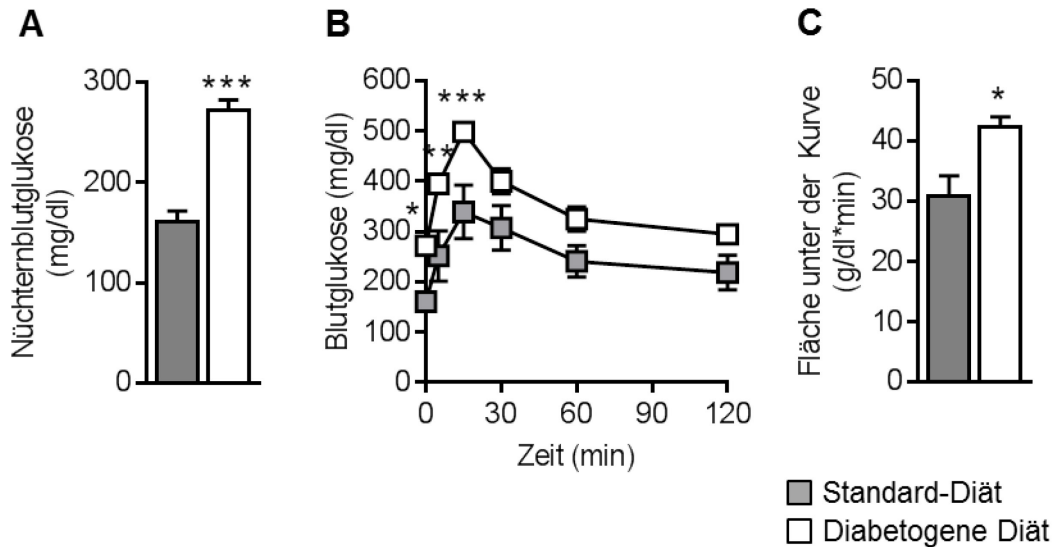 A
Nüchternblutglukose
(mg/dl)
300
200
100
0
***
B
Blutglukose (mg/dl)
600
500
400
300
200
100
0
*
**
***
0
30
60
90
120
Zeit (min)
C
Fläche unter der Kurve
(g/dl*min)
50
40
30
20
10
0
*
Standard-Diät
Diabetogene Diät